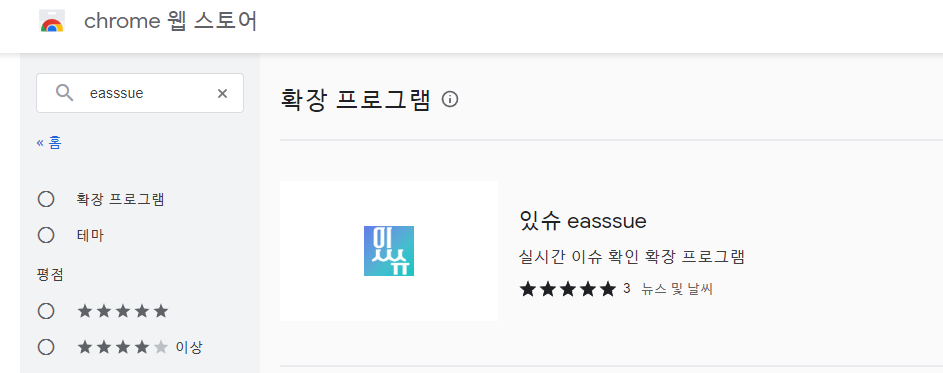 chrome 웹 스토어
easssue
« 홈
확장 프로그램
테마
평점
이상
확장 프로그램
있슈
있슈 easssue
실시간 이슈 확인 확장 프로그램
3 뉴스 및 날씨